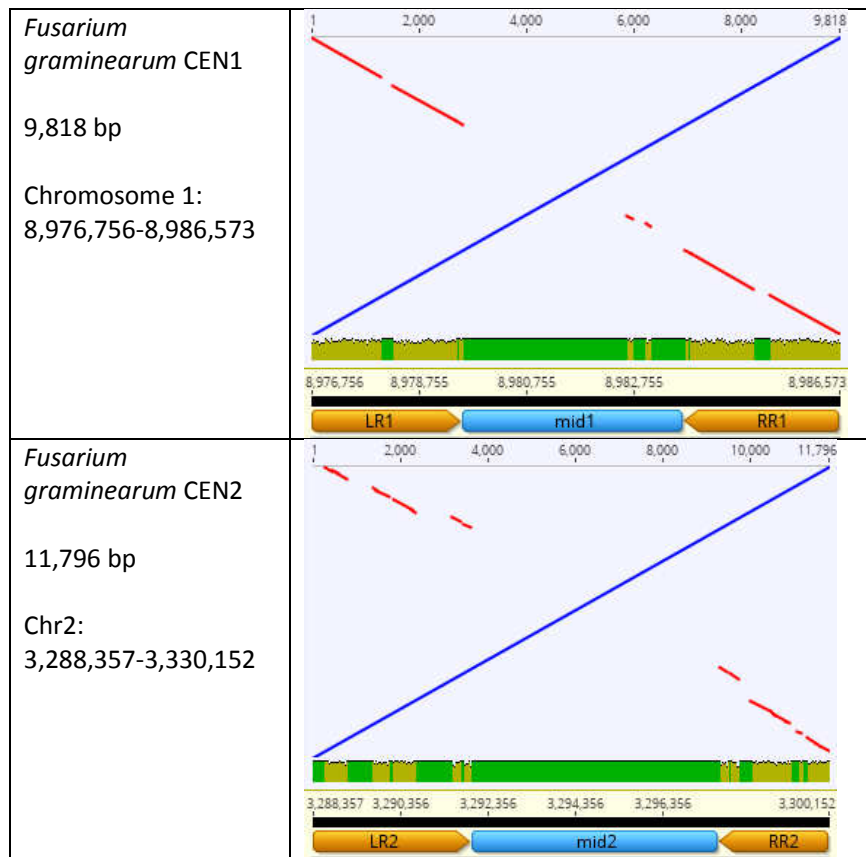 Fusarium
graminearum CEN1
9,818 bp
Chromosome 1:
8,976,756-8,986,573
1 2,000 4,000 6,000 8,000 9,818
8,976,756 8,978,755 8,980,755 8,982,755 8,986,573
LR1 mid1 RR1
Fusarium
graminearum CEN2
11,796 bp
Chr2:
3,288,357-3,330,152
1 2,000 4,000 6,000 8,000 10,000 11,796
3,288,357 3,290,356 3,292,356 3,294,356 3,296,356 3,300,152
LR2 mid2 RR2